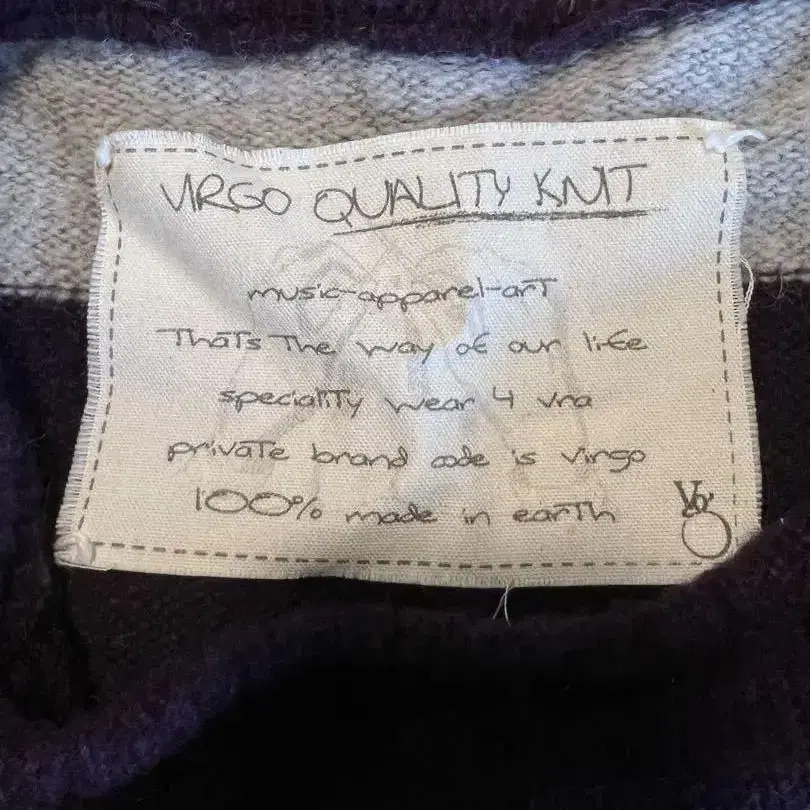 VIRGO QUALITY KNIT
music-apparel-art
Thats The way of our life
speciality wear 4 vra
private brand code is virgo
100% made in earth
Vg